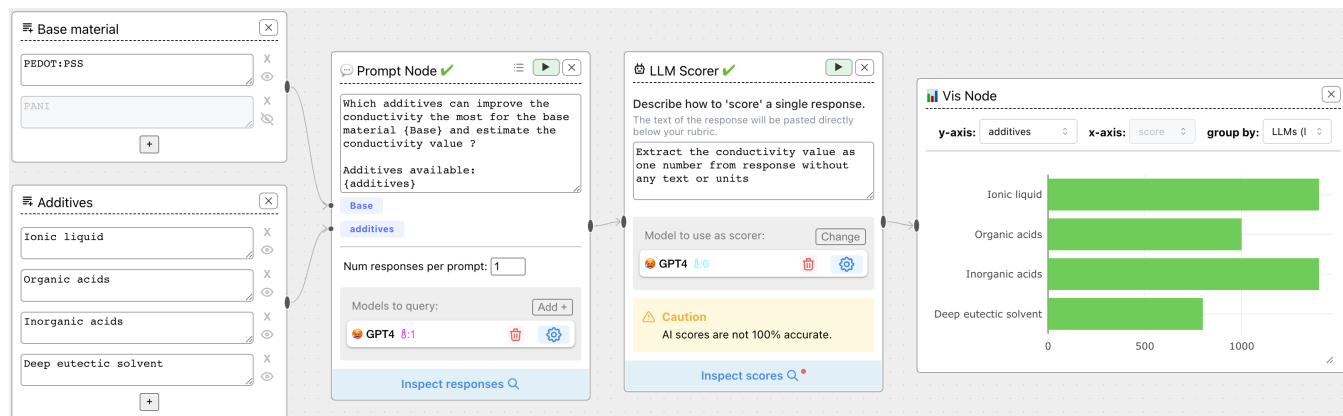 Base material
X
PEDOT:PSS
X
PANI
X
+
Additives
X
Ionic liquid
X
Organic acids
X
Inorganic acids
X
Deep eutectic solvent
X
+
Prompt Node
X
Which additives can improve the
conductivity the most for the base
material {Base} and estimate the
conductivity value ?
Additives available:
{additives}
Base
additives
Num responses per prompt: 1
Models to query: Add +
GPT4 :1
Inspect responses
LLM Scorer
X
Describe how to 'score' a single response.
The text of the response will be pasted directly
below your rubric.
Extract the conductivity value as
one number from response without
any text or units
Model to use as scorer: Change
GPT4 :0
Caution
AI scores are not 100% accurate.
Inspect scores
Vis Node
X
y-axis: additives x-axis: score group by: LLMs (l
Ionic liquid
Organic acids
Inorganic acids
Deep eutectic solvent
0 500 1000